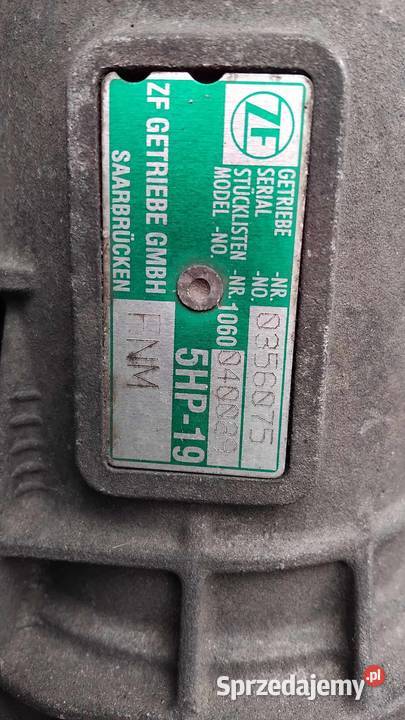 ZF
GETRIEBE -NR. 0356075
SERIAL -NO.
STÜCKLISTEN -NR. 1060 040089
MODEL -NO.
5HP-19
ZF GETRIEBE GMBH FNM
SAARBRÜCKEN
Sprzedajemy.pl